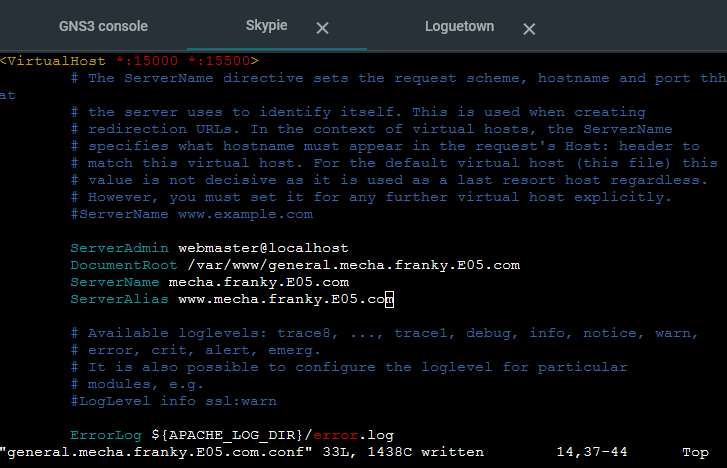 GNS3 console
Skypie
Loguetown
<VirtualHost *:15000 *:15500>
# The ServerName directive sets the request scheme, hostname and port thh
at
# the server uses to identify itself. This is used when creating
# redirection URLs. In the context of virtual hosts, the ServerName
# specifies what hostname must appear in the request's Host: header to
# match this virtual host. For the default virtual host (this file) this
# value is not decisive as it is used as a last resort host regardless.
# However, you must set it for any further virtual host explicitly.
#ServerName www.example.com
ServerAdmin webmaster@localhost
DocumentRoot /var/www/general.mecha.franky.E05.com
ServerName mecha.franky.E05.com
ServerAlias www.mecha.franky.E05.com
# Available loglevels: trace8, ..., trace1, debug, info, notice, warn,
# error, crit, alert, emerg.
# It is also possible to configure the loglevel for particular
# modules, e.g.
#LogLevel info ssl:warn
ErrorLog ${APACHE_LOG_DIR}/error.log
"general.mecha.franky.E05.com.conf" 33L, 1438C written 14,37-44 Top